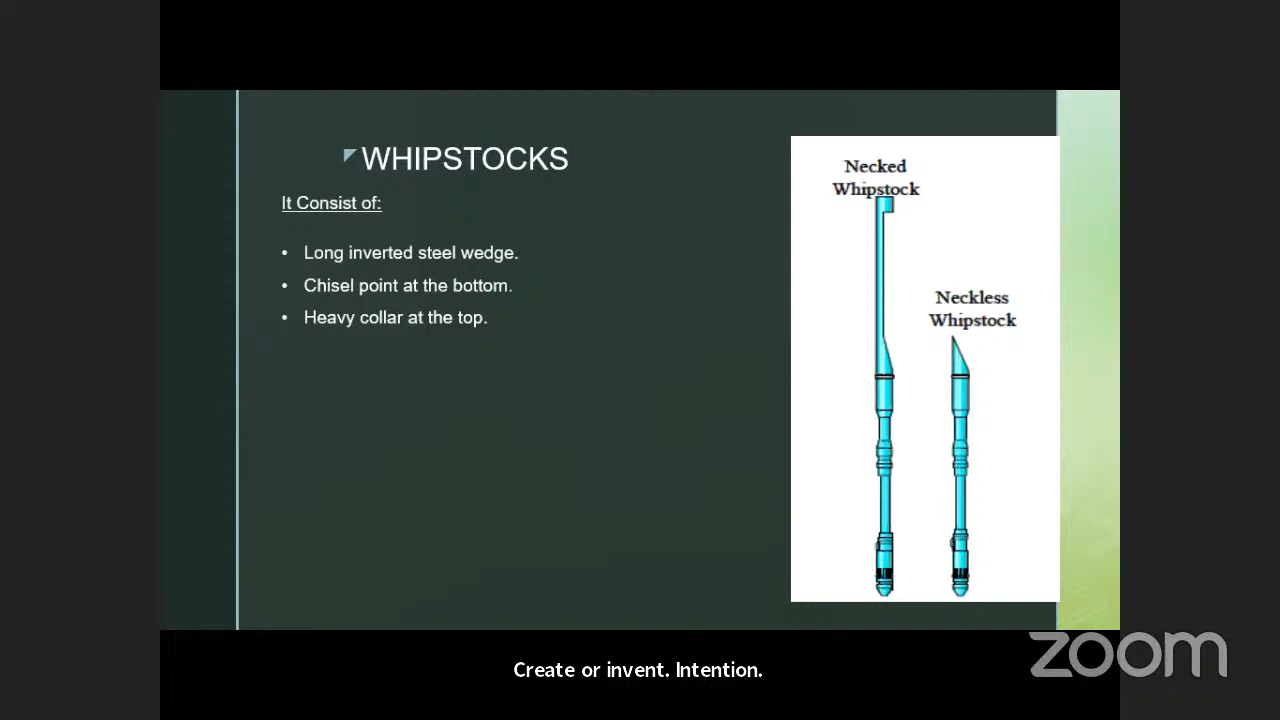 WHIPSTOCKS
It Consist of:
• Long inverted steel wedge.
• Chisel point at the bottom.
• Heavy collar at the top.
Necked
Whipstock
Neckless
Whipstock
Create or invent. Intention.
zoom